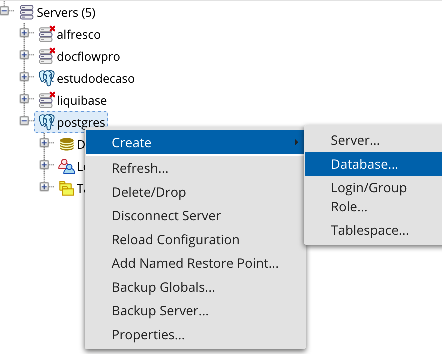 Servers (5)
alfresco
docflowpro
estudodecaso
liquibase
postgres
D
Create
Server...
Database...
L
Refresh...
Login/Group
Role...
T
Delete/Drop
Disconnect Server
Tablespace...
Reload Configuration
Add Named Restore Point...
Backup Globals...
Backup Server...
Properties...